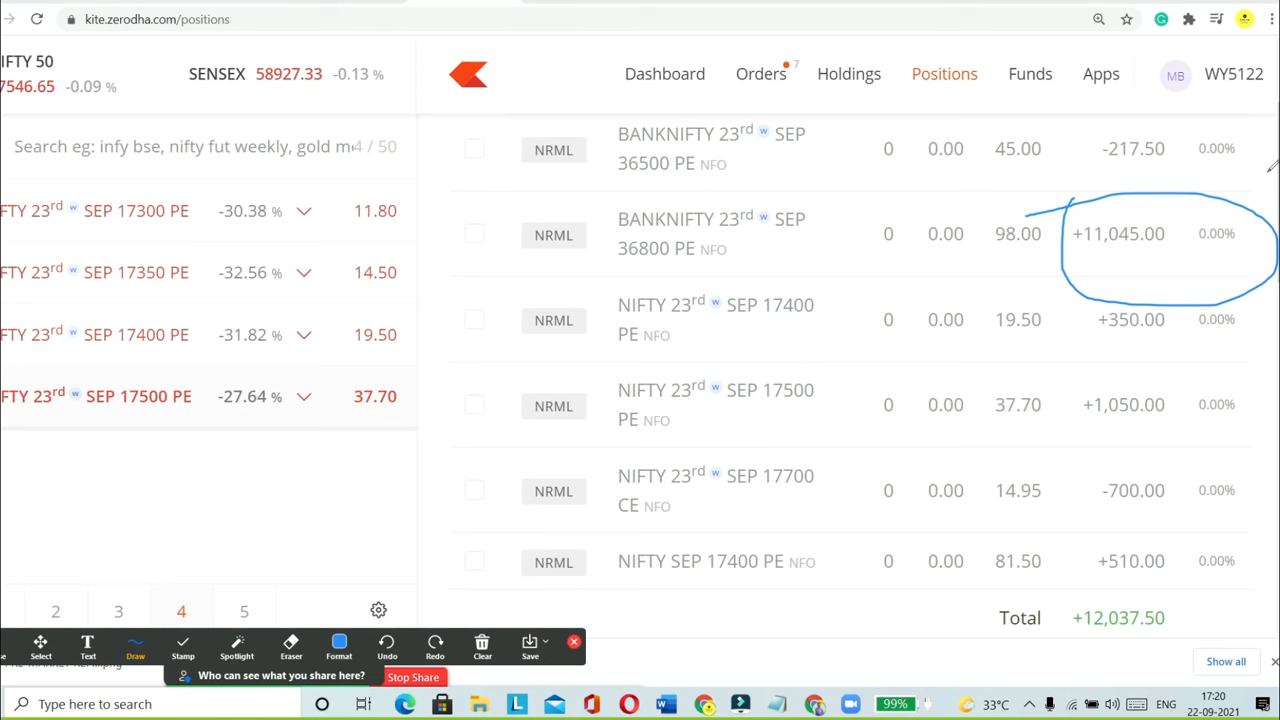 kite.zerodha.com/positions
IFTY 50
7546.65 -0.09 %
SENSEX 58927.33 -0.13 %
Dashboard Orders 7 Holdings Positions Funds Apps MB WY5122
Search eg: infy bse, nifty fut weekly, gold m 4 / 50
FTY 23rd w SEP 17300 PE -30.38 % 11.80
FTY 23rd w SEP 17350 PE -32.56 % 14.50
FTY 23rd w SEP 17400 PE -31.82 % 19.50
FTY 23rd w SEP 17500 PE -27.64 % 37.70
NRML BANKNIFTY 23rd w SEP 0 0.00 45.00 -217.50 0.00%
36500 PE NFO
NRML BANKNIFTY 23rd w SEP 0 0.00 98.00 +11,045.00 0.00%
36800 PE NFO
NRML NIFTY 23rd w SEP 17400 0 0.00 19.50 +350.00 0.00%
PE NFO
NRML NIFTY 23rd w SEP 17500 0 0.00 37.70 +1,050.00 0.00%
PE NFO
NRML NIFTY 23rd w SEP 17700 0 0.00 14.95 -700.00 0.00%
CE NFO
NRML NIFTY SEP 17400 PE NFO 0 0.00 81.50 +510.00 0.00%
Total +12,037.50
2 3 4 5
Select Text Draw Stamp Spotlight Eraser Format Undo Redo Clear Save
Who can see what you share here? Stop Share
Show all
Type here to search
99% 33°C ENG 17:20
22-09-2021